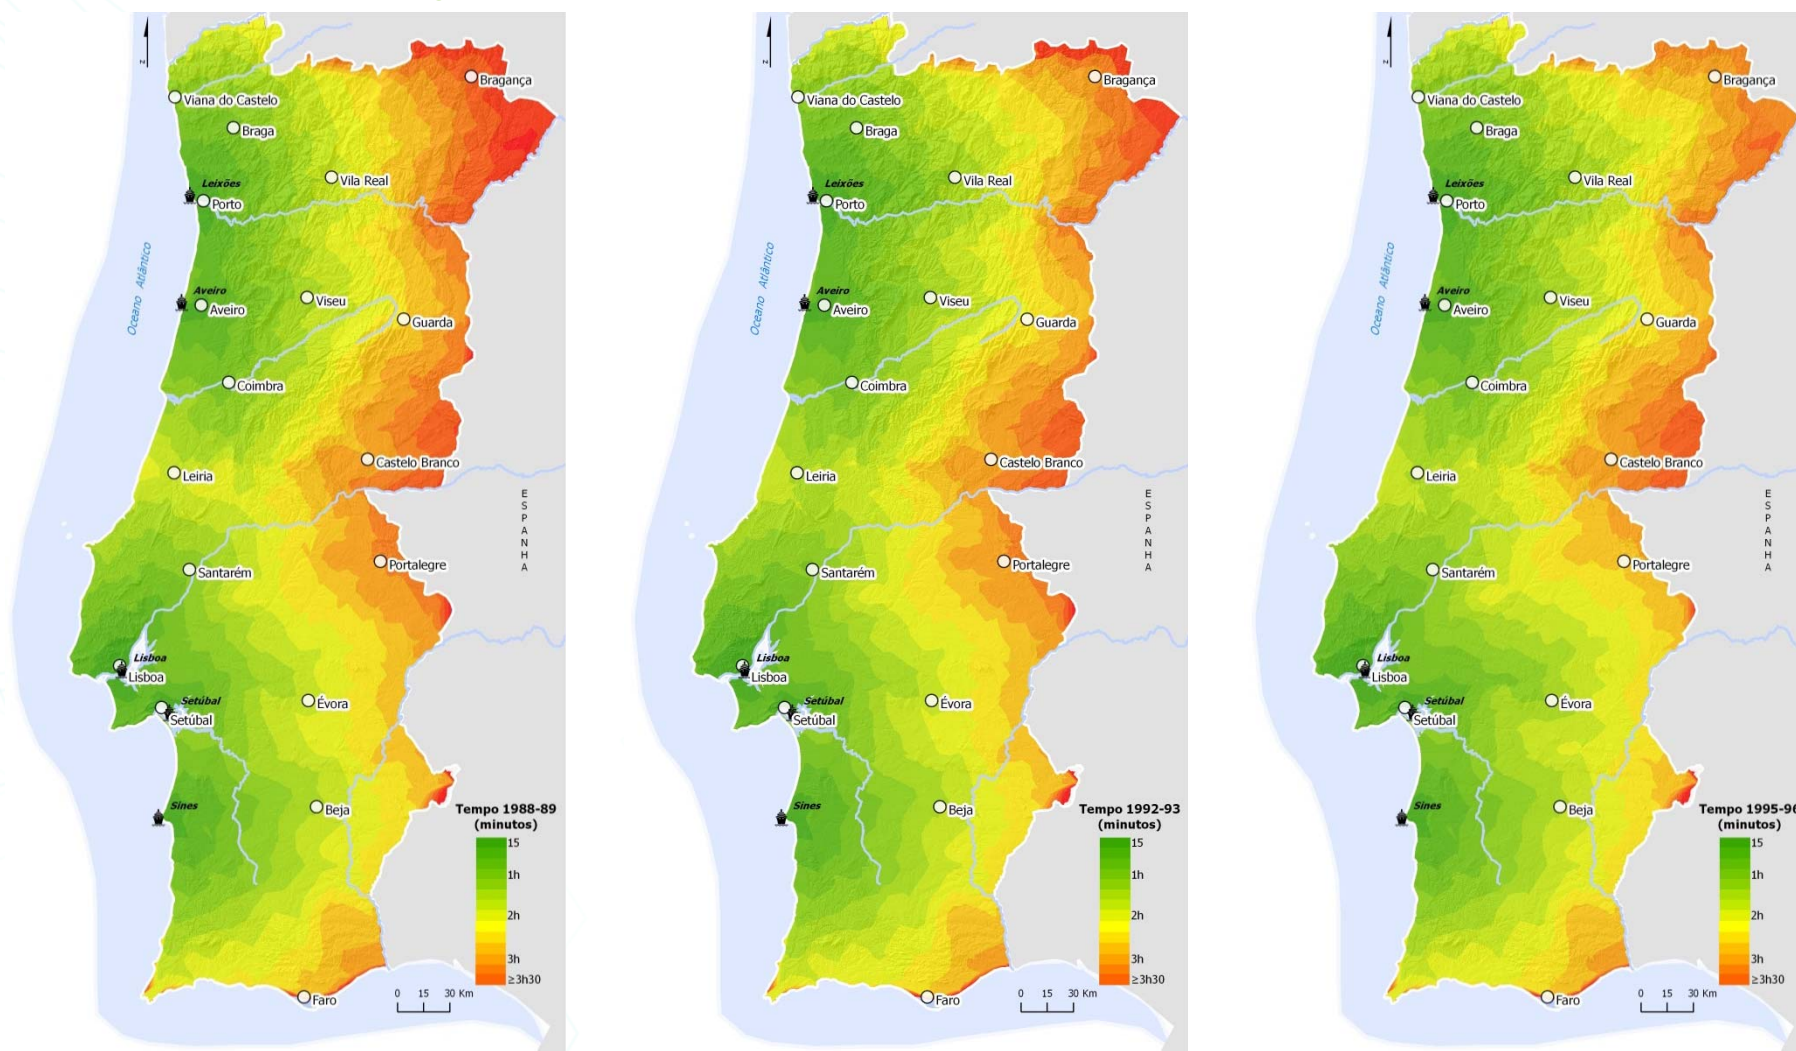 Z
Bragança
Viana do Castelo
Braga
Vila Real
Leixões
Porto
Oceano Atlântico
Aveiro
Aveiro
Viseu
Guarda
Coimbra
Castelo Branco
Leiria
ESPANHA
Portalegre
Santarém
Lisboa
Lisboa
Setúbal
Setúbal
Évora
Sines
Beja
Tempo 1988-89
(minutos)
15
1h
2h
3h
≥3h30
0 15 30 Km
Faro
Z
Bragança
Viana do Castelo
Braga
Vila Real
Leixões
Porto
Oceano Atlântico
Aveiro
Aveiro
Viseu
Guarda
Coimbra
Castelo Branco
Leiria
ESPANHA
Portalegre
Santarém
Lisboa
Lisboa
Setúbal
Setúbal
Évora
Sines
Beja
Tempo 1992-93
(minutos)
15
1h
2h
3h
≥3h30
0 15 30 Km
Faro
Z
Bragança
Viana do Castelo
Braga
Vila Real
Leixões
Porto
Oceano Atlântico
Aveiro
Aveiro
Viseu
Guarda
Coimbra
Castelo Branco
Leiria
ESPANHA
Portalegre
Santarém
Lisboa
Lisboa
Setúbal
Setúbal
Évora
Sines
Beja
Tempo 1995-96
(minutos)
15
1h
2h
3h
≥3h30
0 15 30 Km
Faro